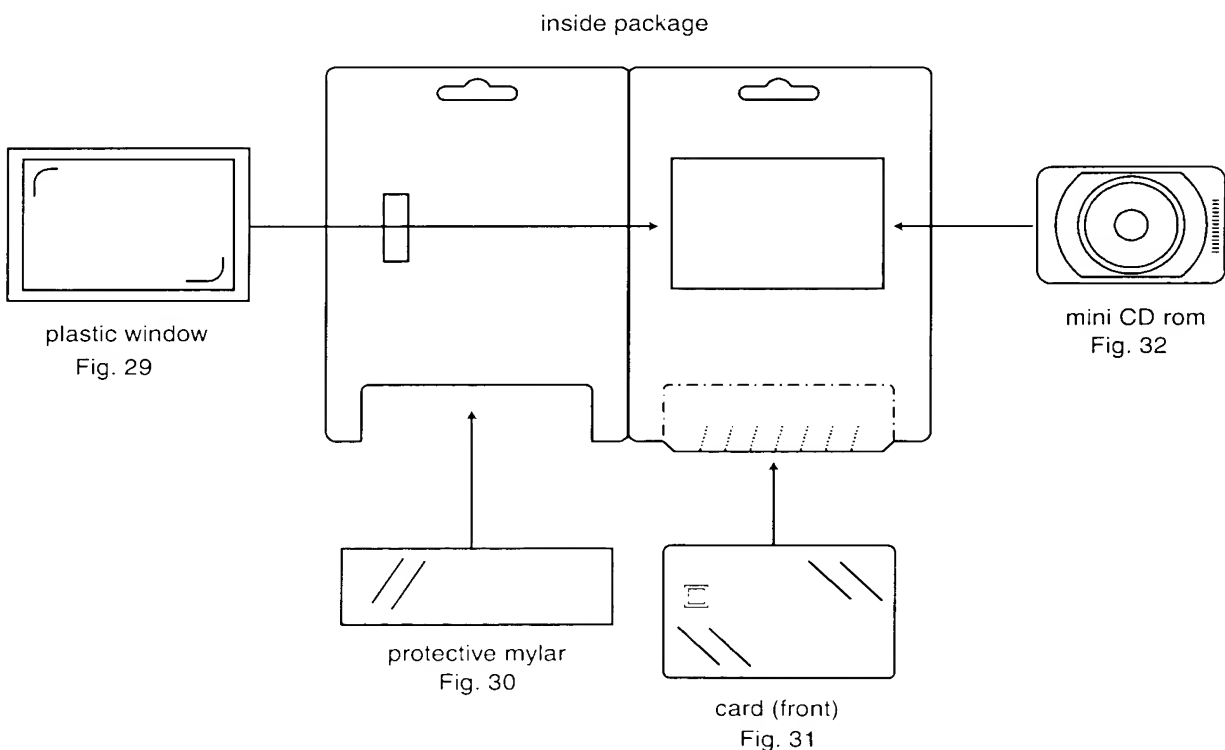 inside package
plastic window
Fig. 29
mini CD rom
Fig. 32
protective mylar
Fig. 30
card (front)
Fig. 31